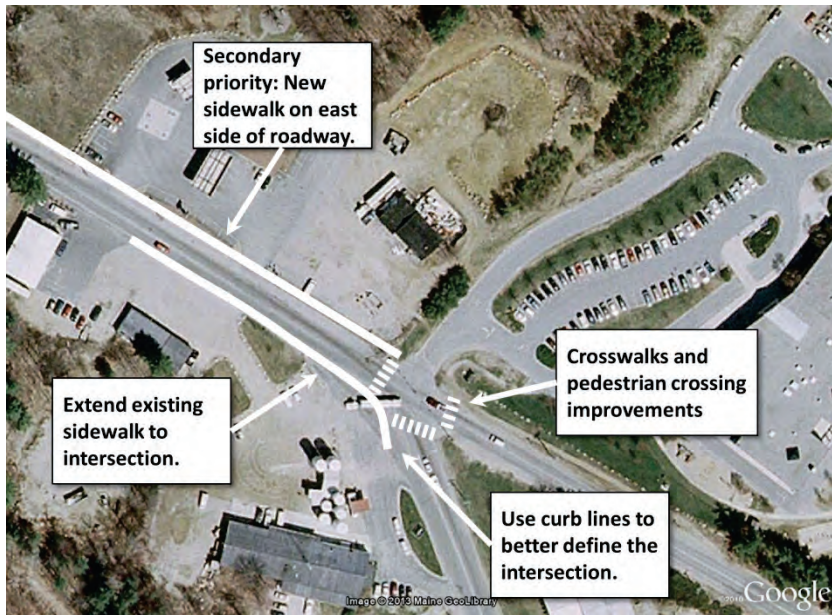 Secondary
priority: New
sidewalk on east
side of roadway.
Extend existing
sidewalk to
intersection.
Crosswalks and
pedestrian crossing
improvements
Use curb lines to
better define the
intersection.
Image © 2013 Maine GeoLibrary
Google